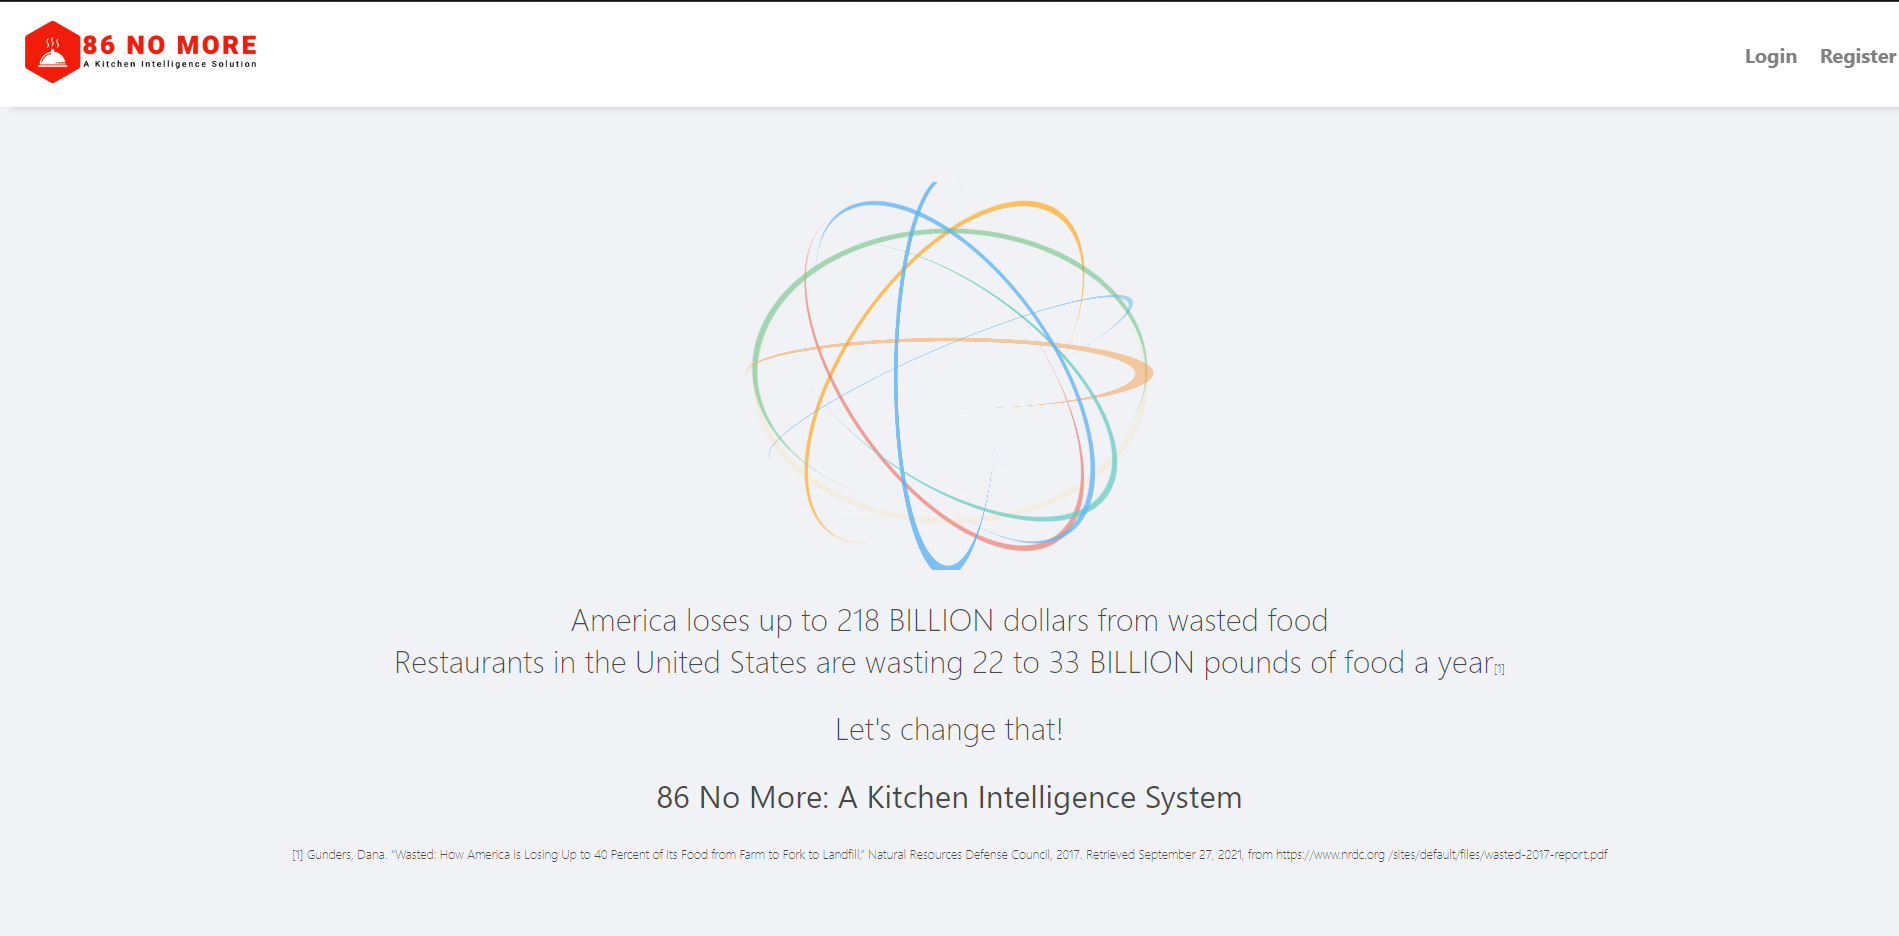 86 NO MORE
A Kitchen Intelligence Solution
Login Register
America loses up to 218 BILLION dollars from wasted food
Restaurants in the United States are wasting 22 to 33 BILLION pounds of food a year[1]
Let's change that!
86 No More: A Kitchen Intelligence System
[1] Gunders, Dana. "Wasted: How America is Losing Up to 40 Percent of Its Food from Farm to Fork to Landfill." Natural Resources Defense Council, 2017. Retrieved September 27, 2021, from https://www.nrdc.org /sites/default/files/wasted-2017-report.pdf